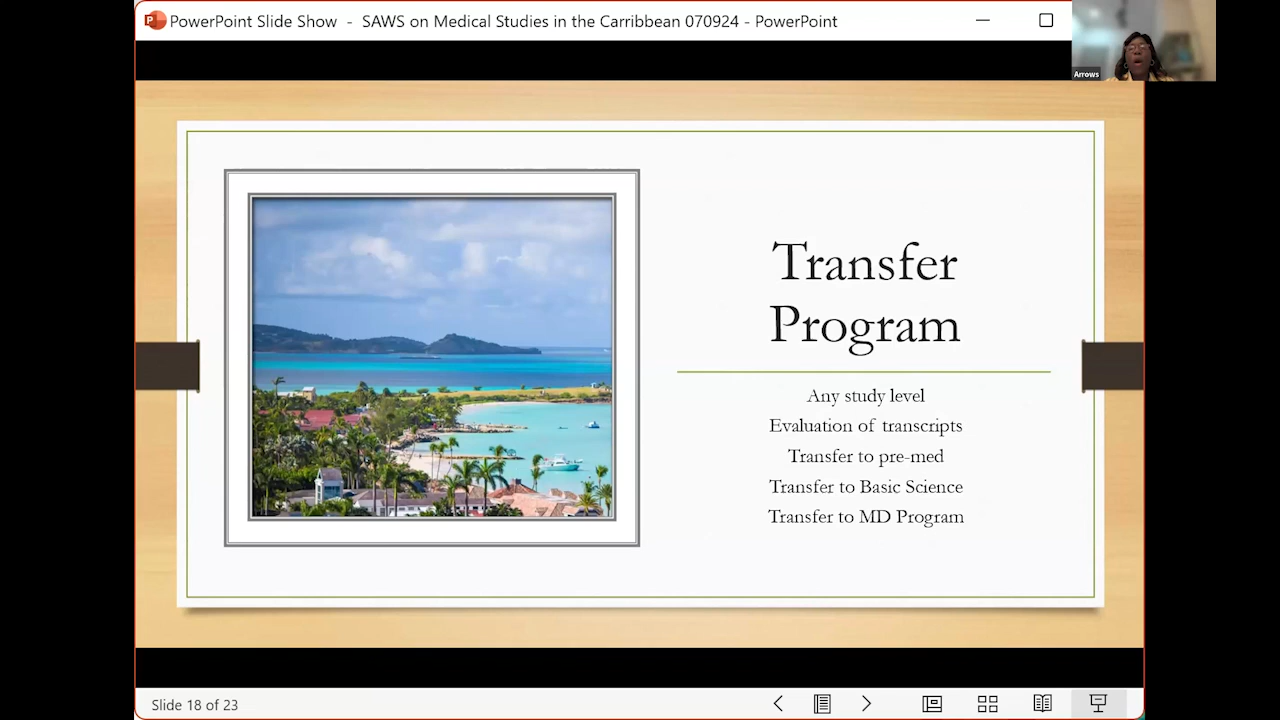 PowerPoint Slide Show - SAWS on Medical Studies in the Carribbean 070924 - PowerPoint
Arrows
Transfer
Program
Any study level
Evaluation of transcripts
Transfer to pre-med
Transfer to Basic Science
Transfer to MD Program
Slide 18 of 23